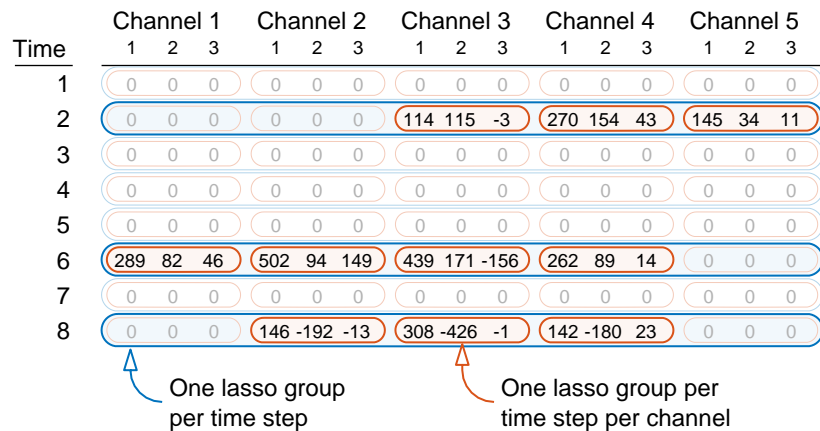 Channel 1 Channel 2 Channel 3 Channel 4 Channel 5
Time 1 2 3 1 2 3 1 2 3 1 2 3 1 2 3
1 0 0 0 0 0 0 0 0 0 0 0 0 0 0 0
2 0 0 0 0 0 0 114 115 -3 270 154 43 145 34 11
3 0 0 0 0 0 0 0 0 0 0 0 0 0 0 0
4 0 0 0 0 0 0 0 0 0 0 0 0 0 0 0
5 0 0 0 0 0 0 0 0 0 0 0 0 0 0 0
6 289 82 46 502 94 149 439 171 -156 262 89 14 0 0 0
7 0 0 0 0 0 0 0 0 0 0 0 0 0 0 0
8 0 0 0 146 -192 -13 308 -426 -1 142 -180 23 0 0 0
One lasso group
per time step
One lasso group per
time step per channel